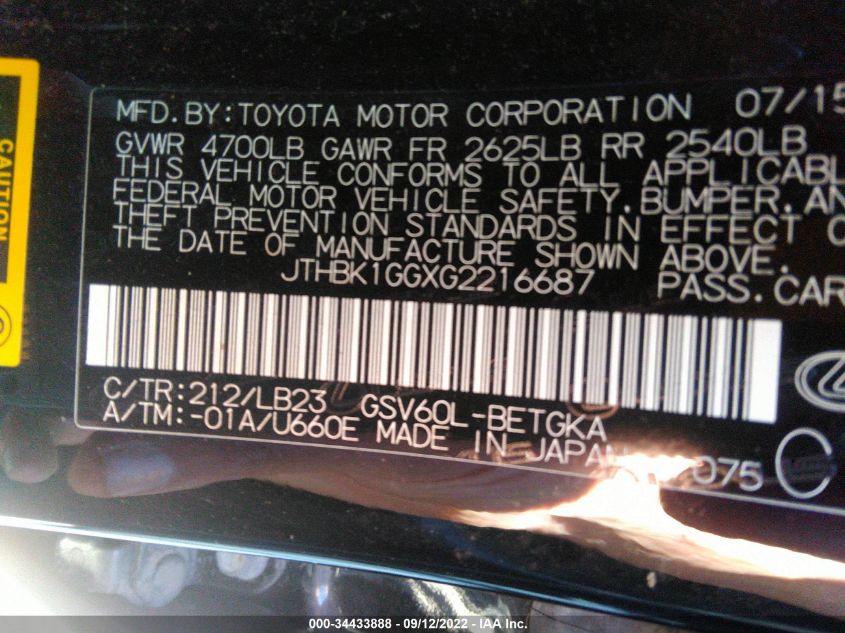 CAUTION
MFD.BY:TOYOTA MOTOR CORPORATION 07/15
GVWR 4700LB GAWR FR 2625LB RR 2540LB
THIS VEHICLE CONFORMS TO ALL APPLICABL
FEDERAL MOTOR VEHICLE SAFETY,BUMPER,AN
THEFT PREVENTION STANDARDS IN EFFECT O
THE DATE OF MANUFACTURE SHOWN ABOVE.
JTHBK1GGXG2216687 PASS.CAR
C/TR:212/LB23 GSV60L-BETGKA
A/TM:-01A/U660E MADE IN JAPAN 075 C
000-34433888 - 09/12/2022 - IAA Inc.